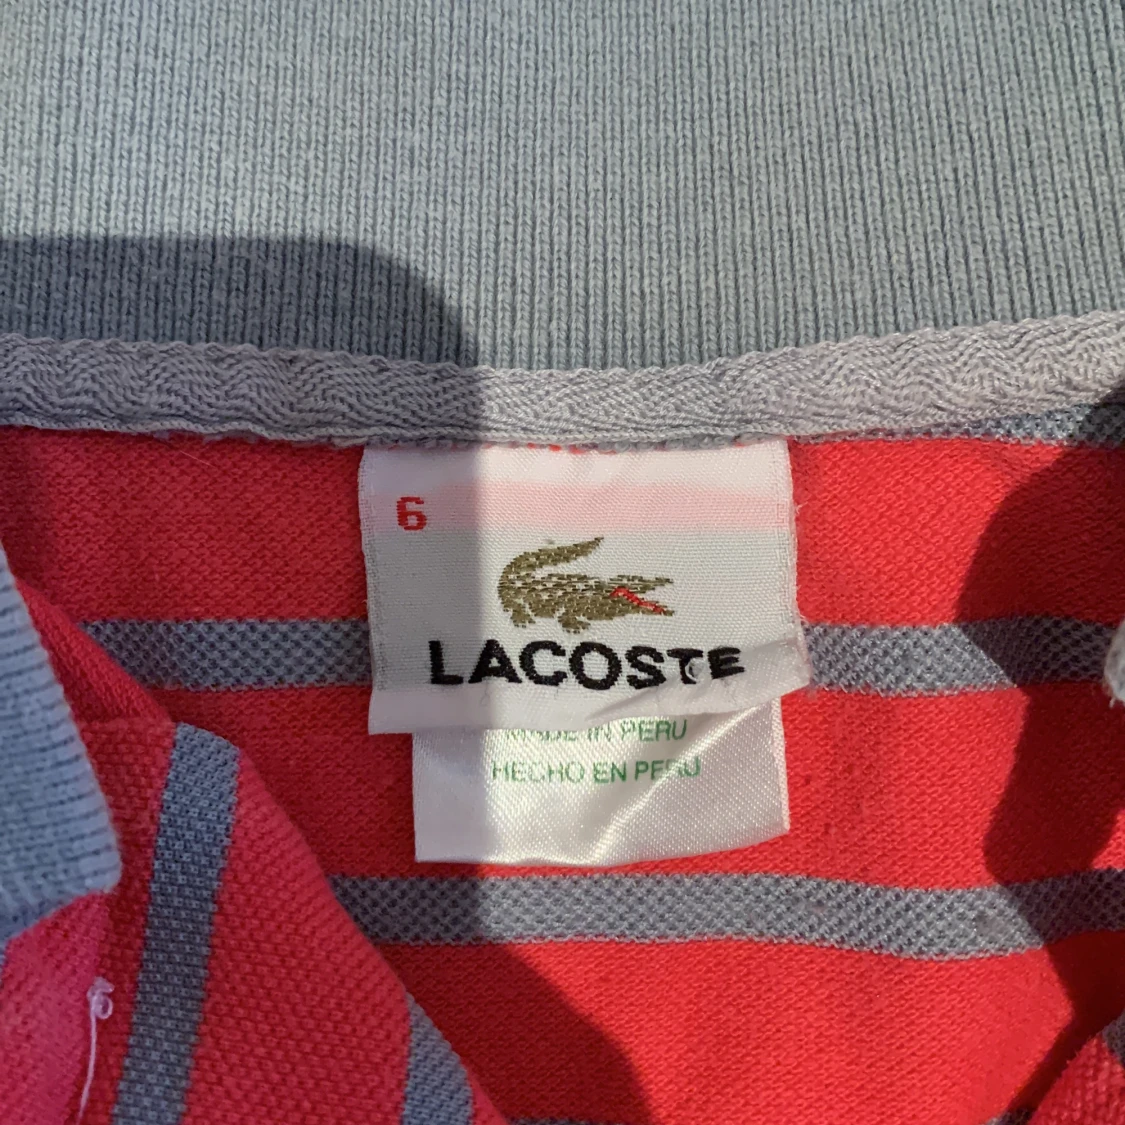 6
LACOSTE
MADE IN PERU
HECHO EN PERU